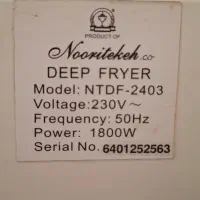 PRODUCT OF
Nooritekeh.co
DEEP FRYER
Model: NTDF-2403
Voltage: 230V ~
Frequency: 50Hz
Power: 1800W
Serial No. 6401252563